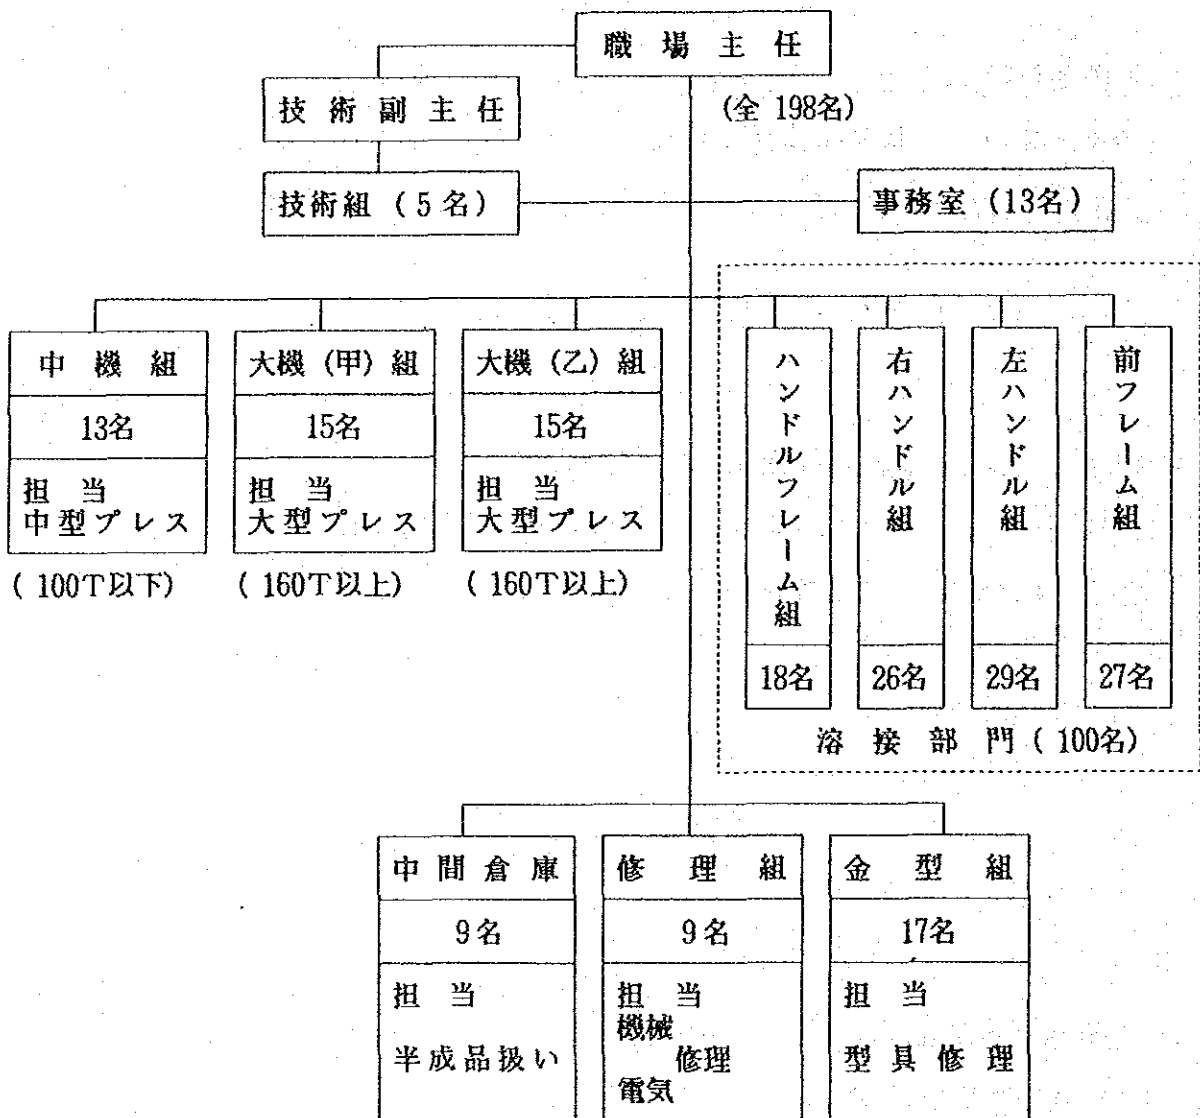 職場主任
(全 198名)
技術副主任
技術組 (5名)
事務室 (13名)
中機組
13名
担当
中型プレス
(100T以下)
大機(甲)組
15名
担当
大型プレス
(160T以上)
大機(乙)組
15名
担当
大型プレス
(160T以上)
ハンドルフレーム組
18名
右ハンドル組
26名
左ハンドル組
29名
前フレーム組
27名
溶接部門(100名)
中間倉庫
9名
担当
半成品扱い
修理組
9名
担当
機械
修理
電気
金型組
17名
担当
型具修理